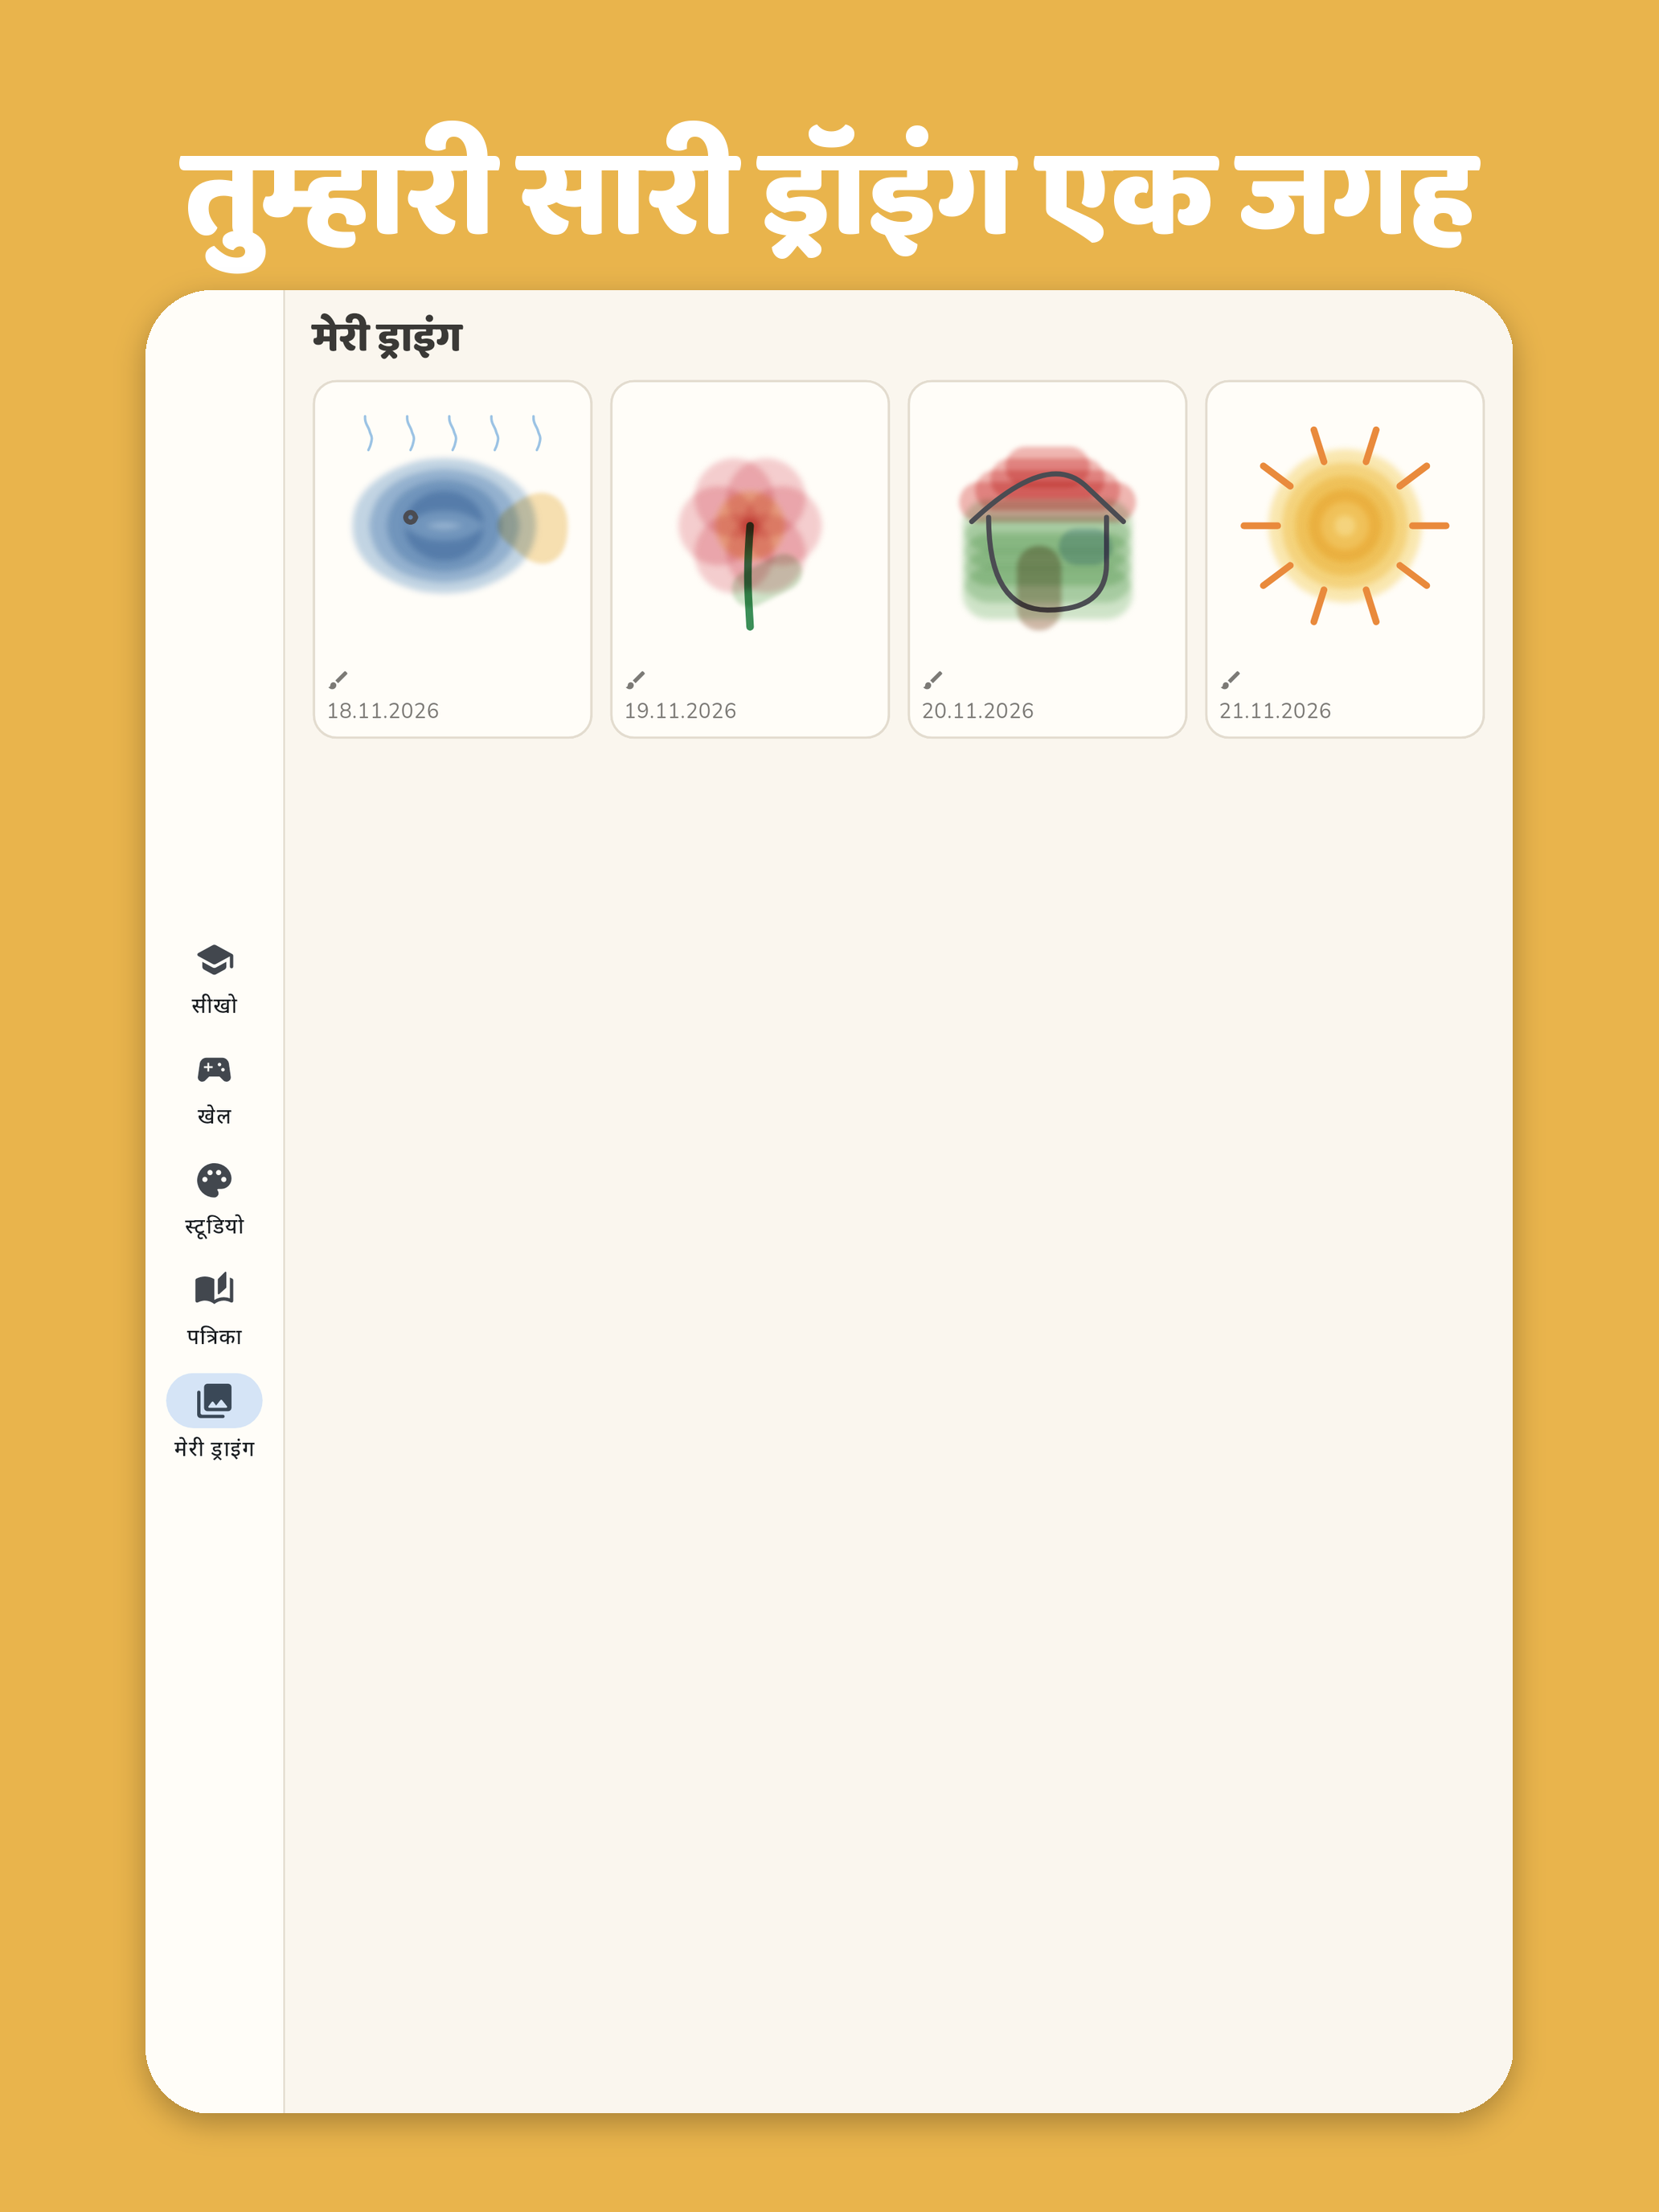 तुम्हारी सारी ड्रॉइंग एक जगह
मेरी ड्राइंग
18.11.2026
19.11.2026
20.11.2026
21.11.2026
सीखो
खेल
स्टूडियो
पत्रिका
मेरी ड्राइंग